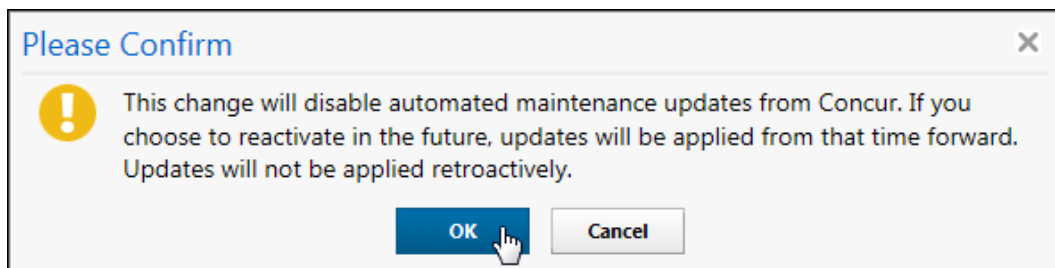 Please Confirm
This change will disable automated maintenance updates from Concur. If you
choose to reactivate in the future, updates will be applied from that time forward.
Updates will not be applied retroactively.
OK Cancel